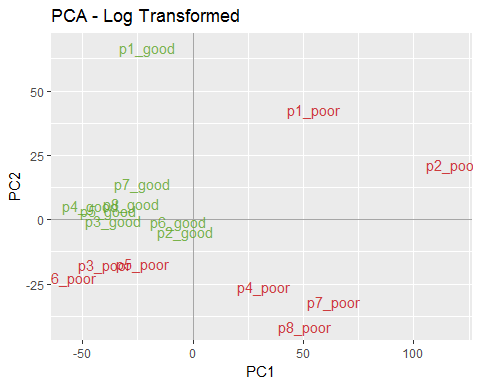 PCA - Log Transformed
p1_good
50
p1_poor
25
p2_poo
p7_good
p4_good
p8_good
p5_good
0
p3_good
p6_good
p2_good
p3_poor
p5_poor
6_poor
-25
p4_poor
p7_poor
p8_poor
PC2
-50
0
50
100
PC1